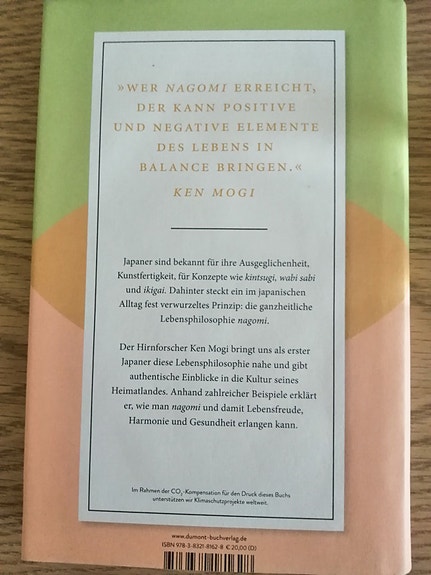 »WER NAGOMI ERREICHT,
DER KANN POSITIVE
UND NEGATIVE ELEMENTE
DES LEBENS IN
BALANCE BRINGEN.«
KEN MOGI
Japaner sind bekannt für ihre Ausgeglichenheit,
Kunstfertigkeit, für Konzepte wie kintsugi, wabi sabi
und ikigai. Dahinter steckt ein im japanischen
Alltag fest verwurzeltes Prinzip: die ganzheitliche
Lebensphilosophie nagomi.
Der Hirnforscher Ken Mogi bringt uns als erster
Japaner diese Lebensphilosophie nahe und gibt
authentische Einblicke in die Kultur seines
Heimatlandes. Anhand zahlreicher Beispiele erklärt
er, wie man nagomi und damit Lebensfreude,
Harmonie und Gesundheit erlangen kann.
Im Rahmen der CO₂-Kompensation für den Druck dieses Buchs
unterstützen wir Klimaschutzprojekte weltweit.
www.dumont-buchverlag.de
ISBN 978-3-8321-8162-8 € 20,00 (D)